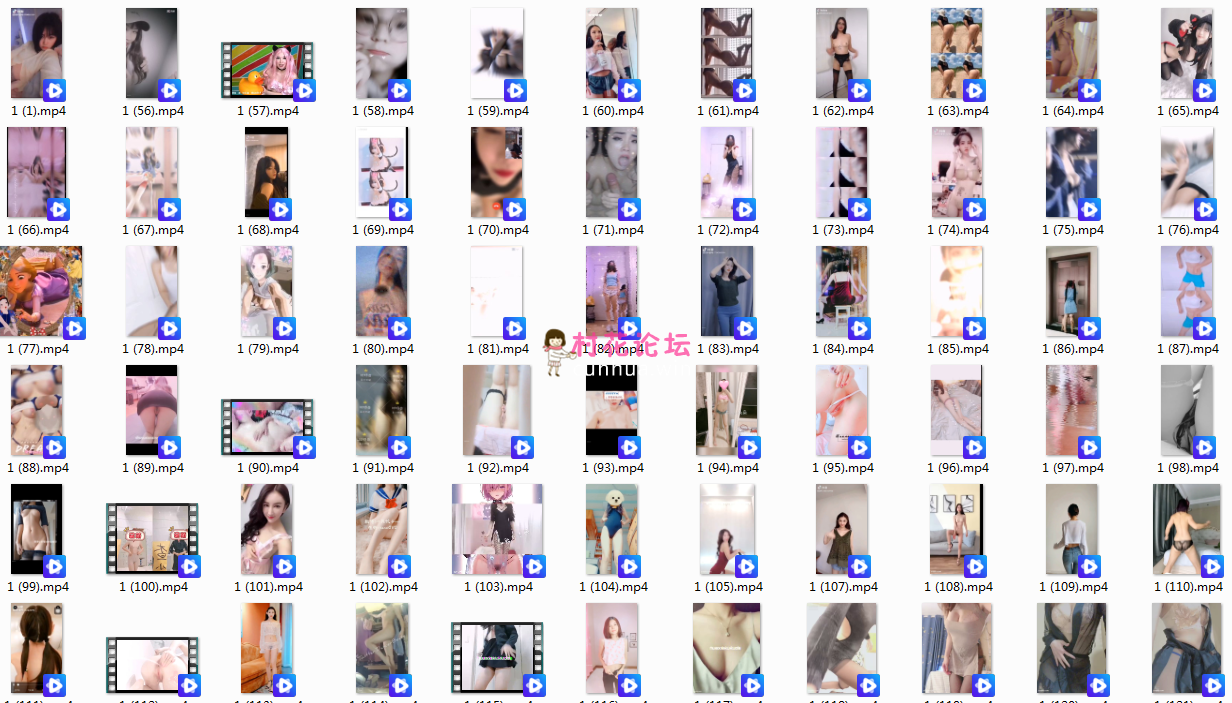 1 (1).mp4
1 (56).mp4
1 (57).mp4
1 (58).mp4
1 (59).mp4
1 (60).mp4
1 (61).mp4
1 (62).mp4
1 (63).mp4
1 (64).mp4
1 (65).mp4
1 (66).mp4
1 (67).mp4
1 (68).mp4
1 (69).mp4
1 (70).mp4
1 (71).mp4
1 (72).mp4
1 (73).mp4
1 (74).mp4
1 (75).mp4
1 (76).mp4
村花论坛
1 (77).mp4
1 (78).mp4
1 (79).mp4
1 (80).mp4
1 (81).mp4
1 (82).mp4
1 (83).mp4
1 (84).mp4
1 (85).mp4
1 (86).mp4
1 (87).mp4
1 (88).mp4
1 (89).mp4
1 (90).mp4
1 (91).mp4
1 (92).mp4
1 (93).mp4
1 (94).mp4
1 (95).mp4
1 (96).mp4
1 (97).mp4
1 (98).mp4
1 (99).mp4
1 (100).mp4
1 (101).mp4
1 (102).mp4
1 (103).mp4
1 (104).mp4
1 (105).mp4
1 (107).mp4
1 (108).mp4
1 (109).mp4
1 (110).mp4